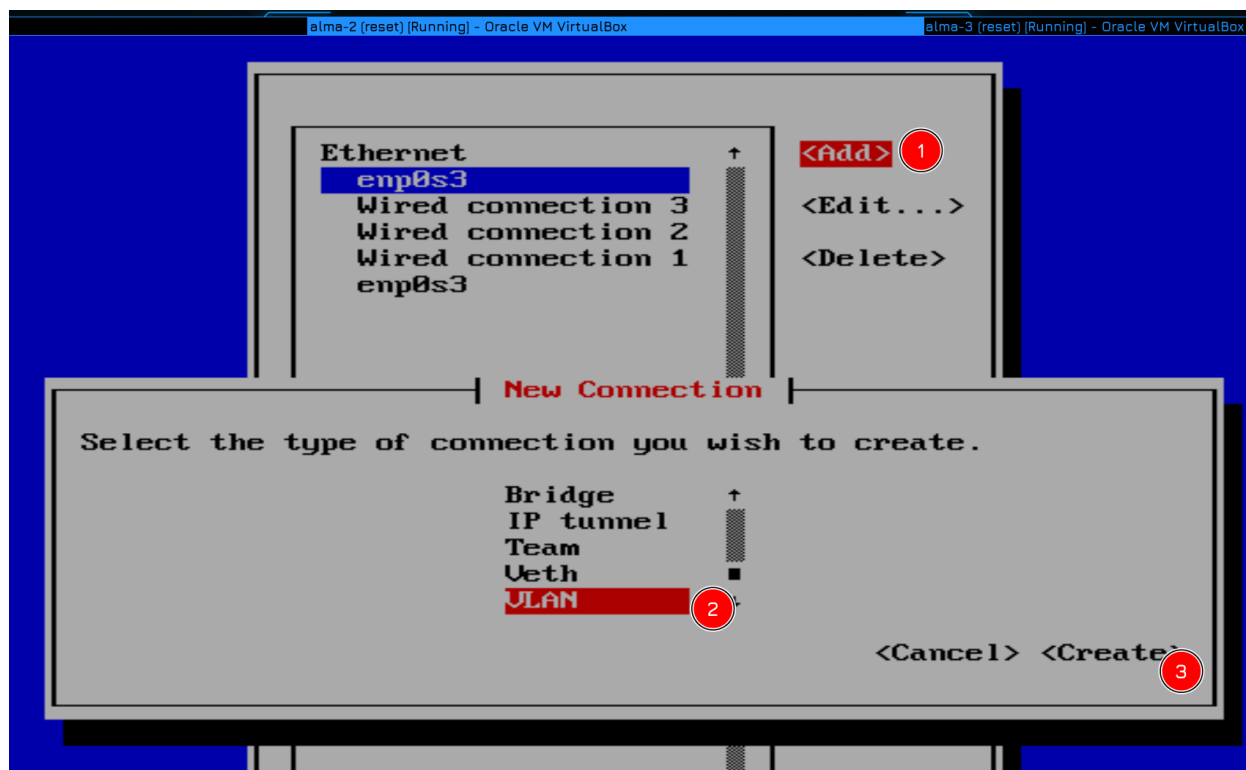 alma-2 (reset) [Running] - Oracle VM VirtualBox
alma-3 (reset) [Running] - Oracle VM VirtualBox
Ethernet
<Add>
1
enp0s3
Wired connection 3
<Edit...>
Wired connection 2
Wired connection 1
<Delete>
enp0s3
New Connection
Select the type of connection you wish to create.
Bridge
IP tunnel
Team
Veth
VLAN
2
<Cancel> <Create>
3